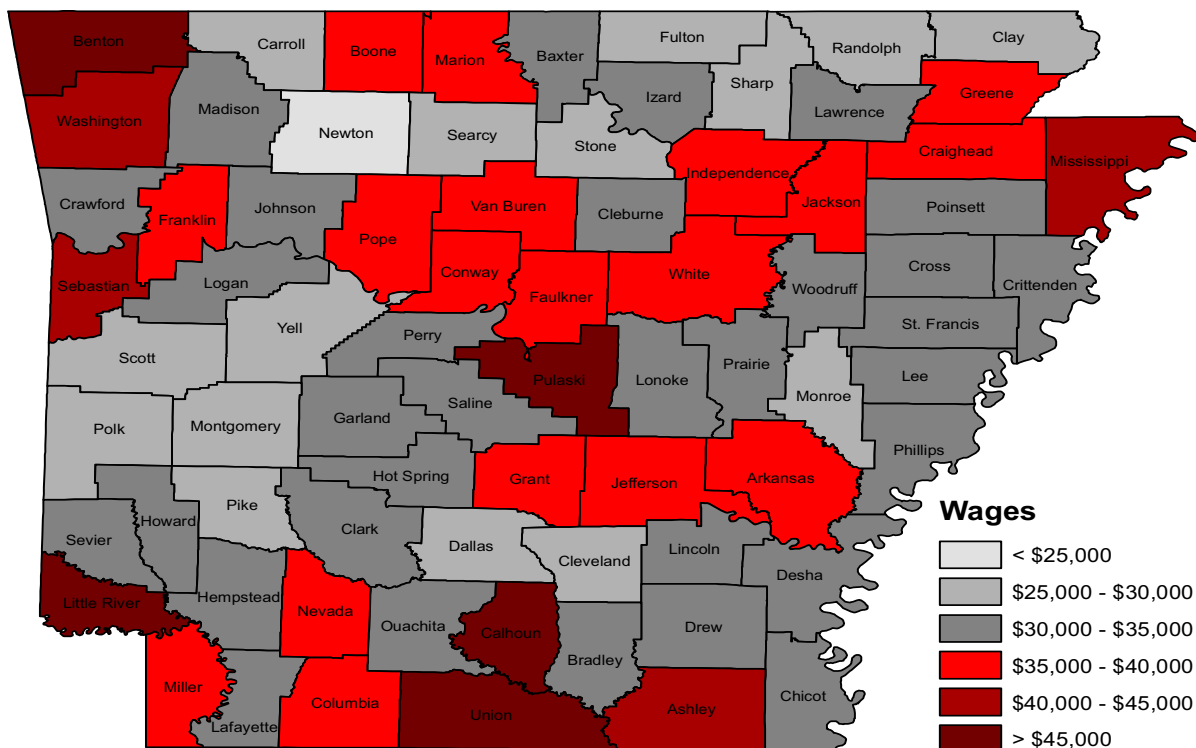 Benton
Carroll
Boone
Marion
Baxter
Fulton
Randolph
Clay
Sharp
Izard
Lawrence
Greene
Washington
Madison
Newton
Searcy
Stone
Independence
Jackson
Craighead
Mississippi
Crawford
Franklin
Johnson
Pope
Van Buren
Cleburne
Poinsett
Sebastian
Logan
Conway
Faulkner
White
Woodruff
Cross
Crittenden
Scott
Yell
Perry
Pulaski
Lonoke
Prairie
St. Francis
Lee
Monroe
Polk
Montgomery
Garland
Saline
Phillips
Hot Spring
Grant
Jefferson
Arkansas
Pike
Howard
Sevier
Clark
Dallas
Cleveland
Lincoln
Desha
Little River
Hempstead
Nevada
Ouachita
Calhoun
Bradley
Drew
Miller
Lafayette
Columbia
Union
Ashley
Chicot
Wages
< $25,000
$25,000 - $30,000
$30,000 - $35,000
$35,000 - $40,000
$40,000 - $45,000
> $45,000